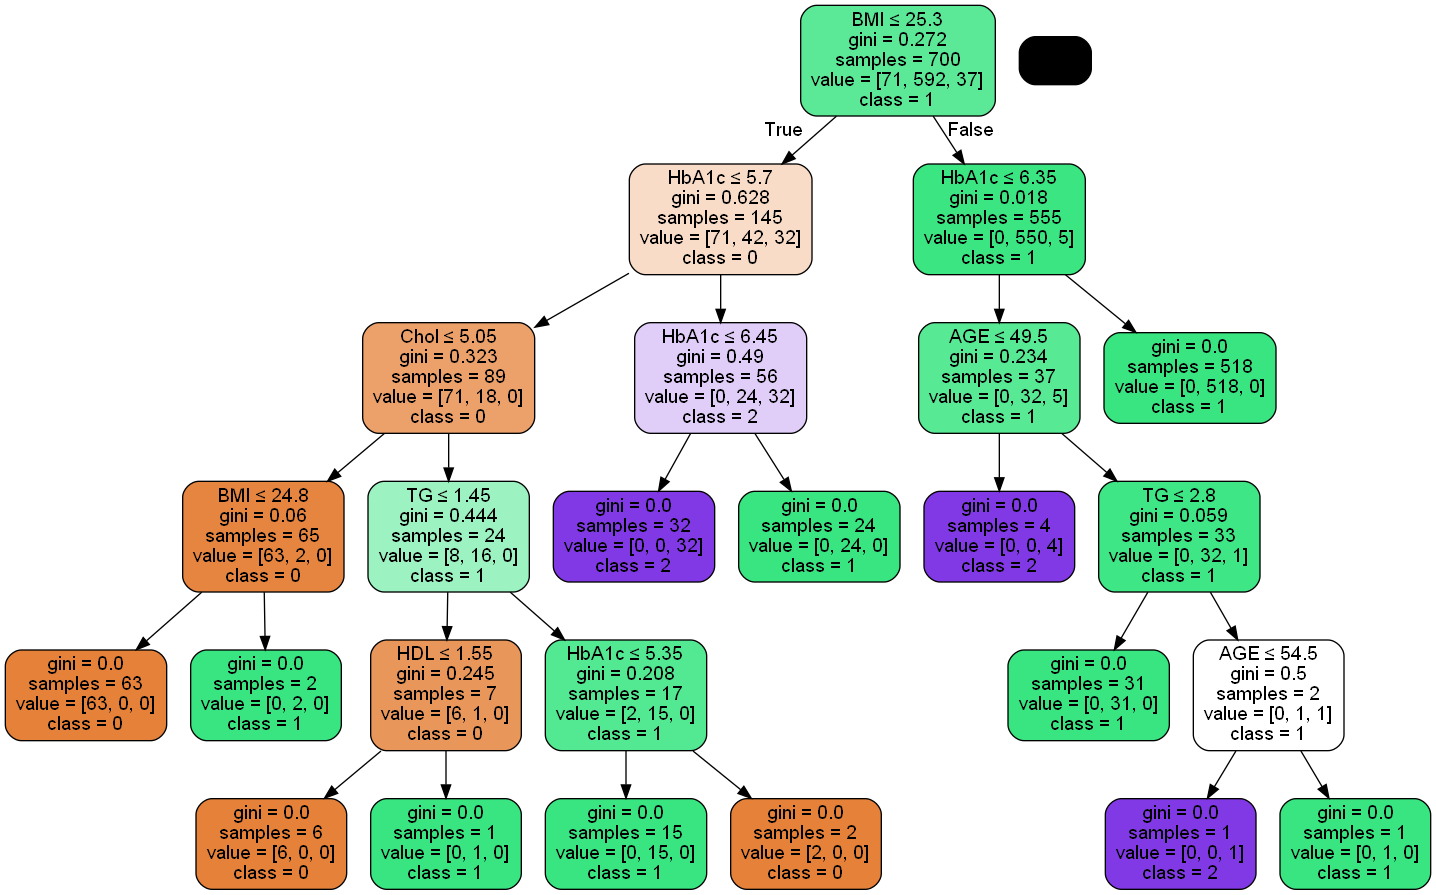 BMI ≤ 25.3
gini = 0.272
samples = 700
value = [71, 592, 37]
class = 1
True
False
HbA1c ≤ 5.7
gini = 0.628
samples = 145
value = [71, 42, 32]
class = 0
HbA1c ≤ 6.35
gini = 0.018
samples = 555
value = [0, 550, 5]
class = 1
Chol ≤ 5.05
gini = 0.323
samples = 89
value = [71, 18, 0]
class = 0
HbA1c ≤ 6.45
gini = 0.49
samples = 56
value = [0, 24, 32]
class = 2
AGE ≤ 49.5
gini = 0.234
samples = 37
value = [0, 32, 5]
class = 1
gini = 0.0
samples = 518
value = [0, 518, 0]
class = 1
BMI ≤ 24.8
gini = 0.06
samples = 65
value = [63, 2, 0]
class = 0
TG ≤ 1.45
gini = 0.444
samples = 24
value = [8, 16, 0]
class = 1
gini = 0.0
samples = 32
value = [0, 0, 32]
class = 2
gini = 0.0
samples = 24
value = [0, 24, 0]
class = 1
gini = 0.0
samples = 4
value = [0, 0, 4]
class = 2
TG ≤ 2.8
gini = 0.059
samples = 33
value = [0, 32, 1]
class = 1
gini = 0.0
samples = 63
value = [63, 0, 0]
class = 0
gini = 0.0
samples = 2
value = [0, 2, 0]
class = 1
HDL ≤ 1.55
gini = 0.245
samples = 7
value = [6, 1, 0]
class = 0
HbA1c ≤ 5.35
gini = 0.208
samples = 17
value = [2, 15, 0]
class = 1
gini = 0.0
samples = 31
value = [0, 31, 0]
class = 1
AGE ≤ 54.5
gini = 0.5
samples = 2
value = [0, 1, 1]
class = 1
gini = 0.0
samples = 6
value = [6, 0, 0]
class = 0
gini = 0.0
samples = 1
value = [0, 1, 0]
class = 1
gini = 0.0
samples = 15
value = [0, 15, 0]
class = 1
gini = 0.0
samples = 2
value = [2, 0, 0]
class = 0
gini = 0.0
samples = 1
value = [0, 0, 1]
class = 2
gini = 0.0
samples = 1
value = [0, 1, 0]
class = 1